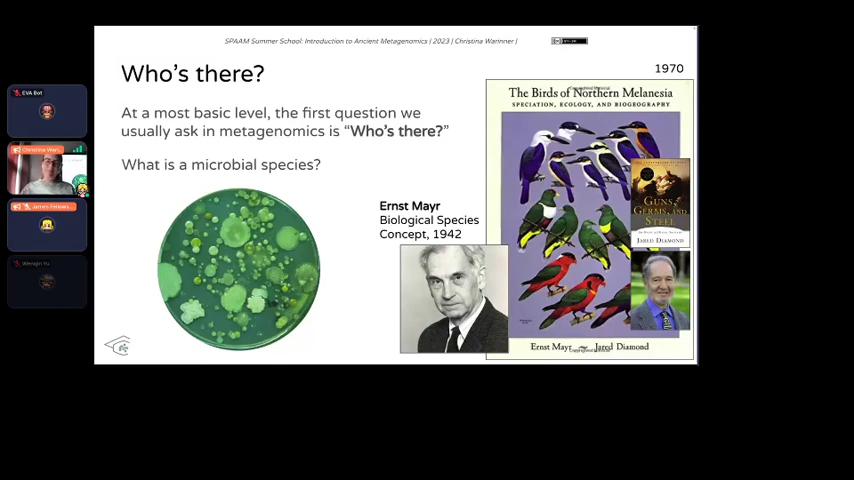 SPAAM Summer School: Introduction to Ancient Metagenomics | 2023 | Christina Warinner |
Who's there?
At a most basic level, the first question we
usually ask in metagenomics is “Who's there?”
What is a microbial species?
Ernst Mayr
Biological Species
Concept, 1942
1970
The Birds of Northern Melanesia
SPECIATION, ECOLOGY, AND BIOGEOGRAPHY
GUNS,
GERMS, AND
STEEL
JARED DIAMOND
Ernst Mayr
Jared Diamond
EVA Bot
Christina Wari...
James Fellows...